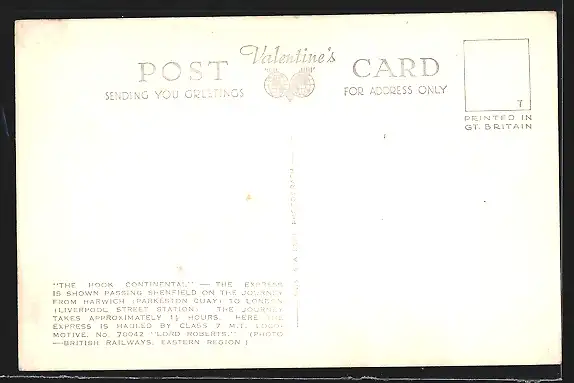 Valentine's
POST CARD
SENDING YOU GREETINGS
FOR ADDRESS ONLY
7
PRINTED IN
GT. BRITAIN
"THE HOOK CONTINENTAL" — THE EXPRESS
IS SHOWN PASSING SHENFIELD ON THE JOURNEY
FROM HARWICH (PARKESTON QUAY) TO LONDON
(LIVERPOOL STREET STATION). THE JOURNEY
TAKES APPROXIMATELY 1½ HOURS. HERE THE
EXPRESS IS HAULED BY CLASS 7 M.T. LOCO-
MOTIVE, No. 70042 "LORD ROBERTS." (PHOTO
—BRITISH RAILWAYS, EASTERN REGION.)